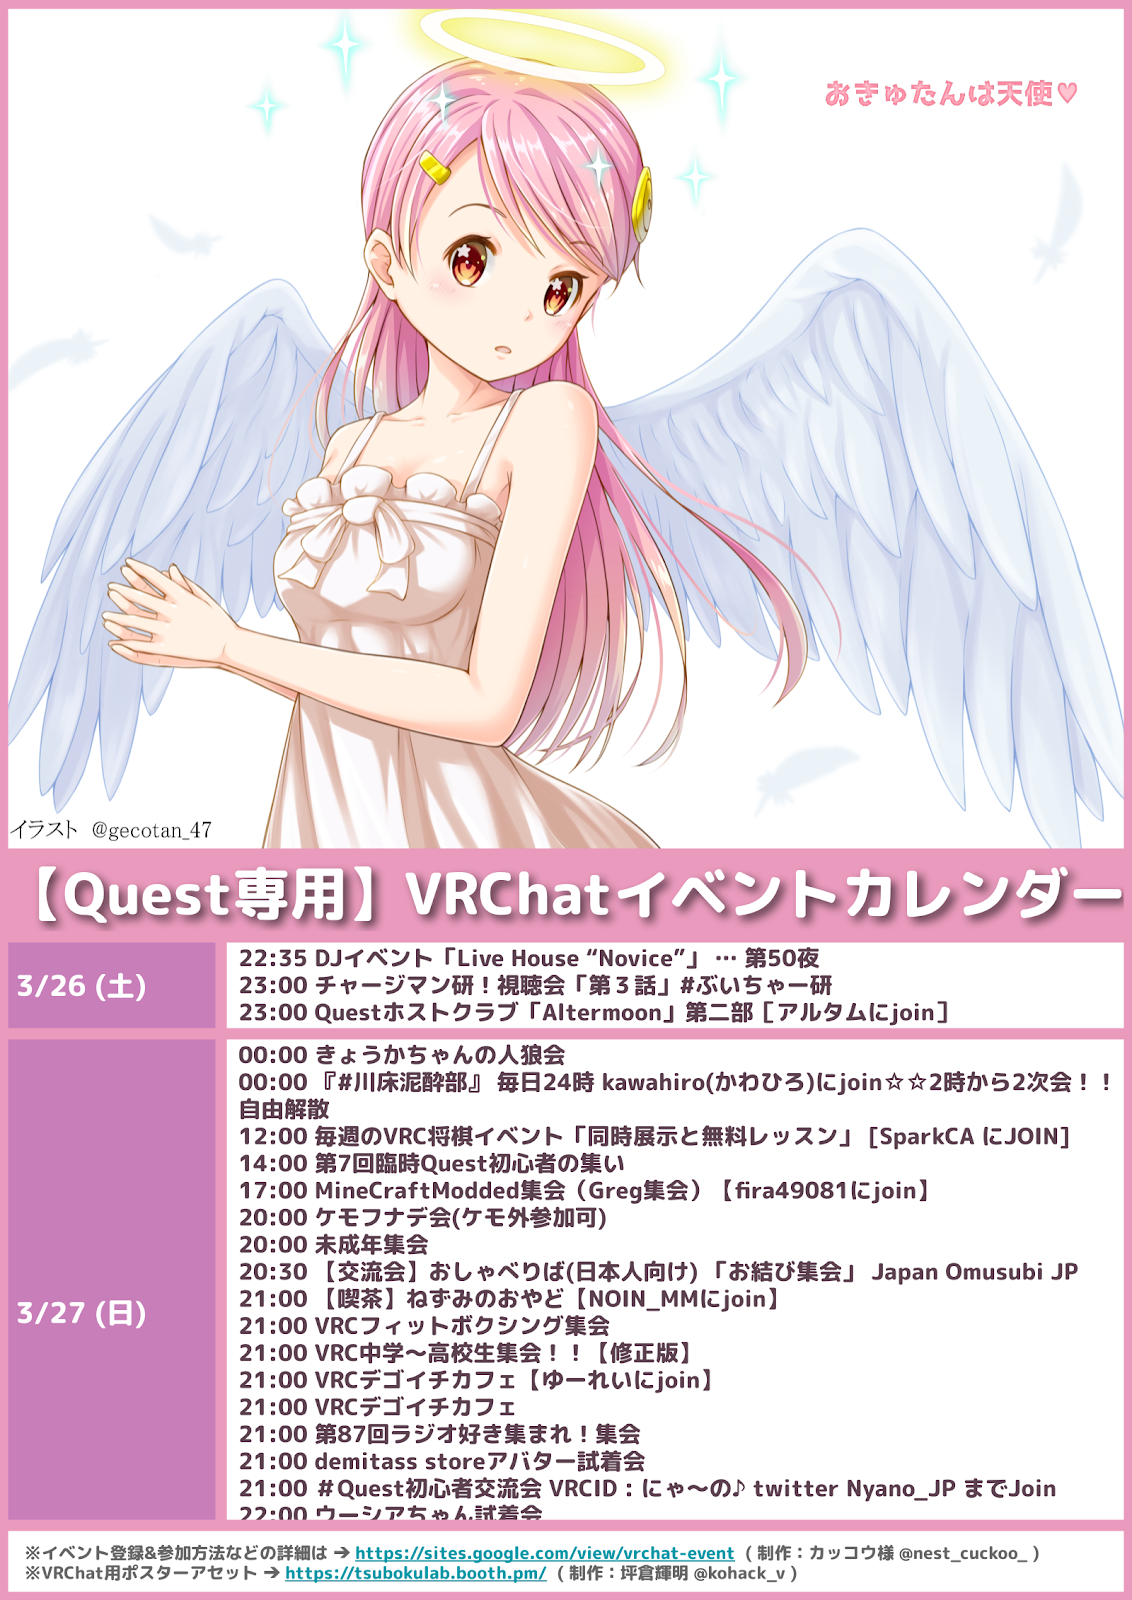 おきゅたんは天使♥
イラスト @gecotan_47
【Quest専用】VRChatイベントカレンダー
3/26 (土)
22:35 DJイベント「Live House “Novice”」 … 第50夜
23:00 チャージマン研！視聴会「第３話」#ぶいちゃー研
23:00 Questホストクラブ「Altermoon」第二部［アルタムにjoin］
3/27 (日)
00:00 きょうかちゃんの人狼会
00:00 『#川床泥酔部』 毎日24時 kawahiro(かわひろ)にjoin☆☆2時から2次会！！
自由解散
12:00 毎週のVRC将棋イベント「同時展示と無料レッスン」 [SparkCA にJOIN]
14:00 第7回臨時Quest初心者の集い
17:00 MineCraftModded集会（Greg集会）【fira49081にjoin】
20:00 ケモフナデ会(ケモ外参加可)
20:00 未成年集会
20:30 【交流会】おしゃべりば(日本人向け) 「お結び集会」 Japan Omusubi JP
21:00 【喫茶】ねずみのおやど【NOIN_MMにjoin】
21:00 VRCフィットボクシング集会
21:00 VRC中学〜高校生集会！！【修正版】
21:00 VRCデゴイチカフェ【ゆーれいにjoin】
21:00 VRCデゴイチカフェ
21:00 第87回ラジオ好き集まれ！集会
21:00 demitass storeアバター試着会
21:00 ＃Quest初心者交流会 VRCID：にゃ〜の♪ twitter Nyano_JP までJoin
22:00 ウーシアちゃん試着会
※イベント登録&参加方法などの詳細は ➔ https://sites.google.com/view/vrchat-event ( 制作：カッコウ様 @nest_cuckoo_ )
※VRChat用ポスターアセット ➔ https://tsubokulab.booth.pm/ ( 制作：坪倉輝明 @kohack_v )